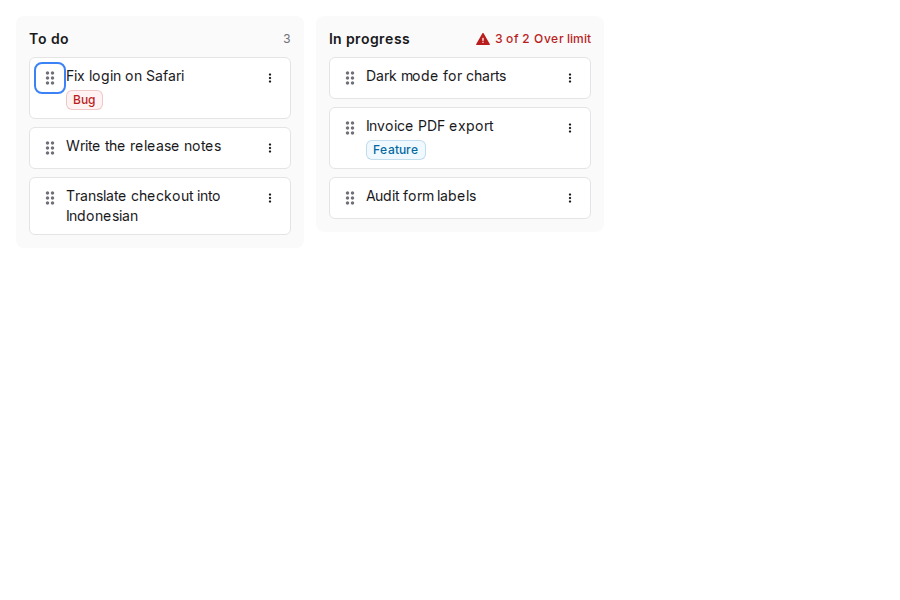 To do
3
Fix login on Safari
Bug
Write the release notes
Translate checkout into
Indonesian
In progress
3 of 2 Over limit
Dark mode for charts
Invoice PDF export
Feature
Audit form labels